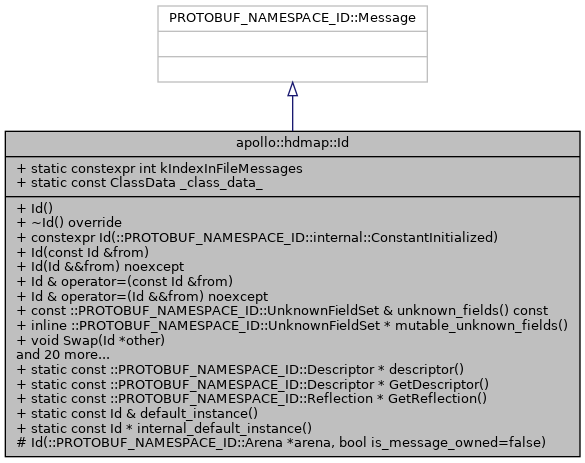 PROTOBUF_NAMESPACE_ID::Message
apollo::hdmap::Id
+ static constexpr int kIndexInFileMessages
+ static const ClassData _class_data_
+ Id()
+ ~Id() override
+ constexpr Id(::PROTOBUF_NAMESPACE_ID::internal::ConstantInitialized)
+ Id(const Id &from)
+ Id(Id &&from) noexcept
+ Id & operator=(const Id &from)
+ Id & operator=(Id &&from) noexcept
+ const ::PROTOBUF_NAMESPACE_ID::UnknownFieldSet & unknown_fields() const
+ inline ::PROTOBUF_NAMESPACE_ID::UnknownFieldSet * mutable_unknown_fields()
+ void Swap(Id *other)
and 20 more...
+ static const ::PROTOBUF_NAMESPACE_ID::Descriptor * descriptor()
+ static const ::PROTOBUF_NAMESPACE_ID::Descriptor * GetDescriptor()
+ static const ::PROTOBUF_NAMESPACE_ID::Reflection * GetReflection()
+ static const Id & default_instance()
+ static const Id * internal_default_instance()
# Id(::PROTOBUF_NAMESPACE_ID::Arena *arena, bool is_message_owned=false)